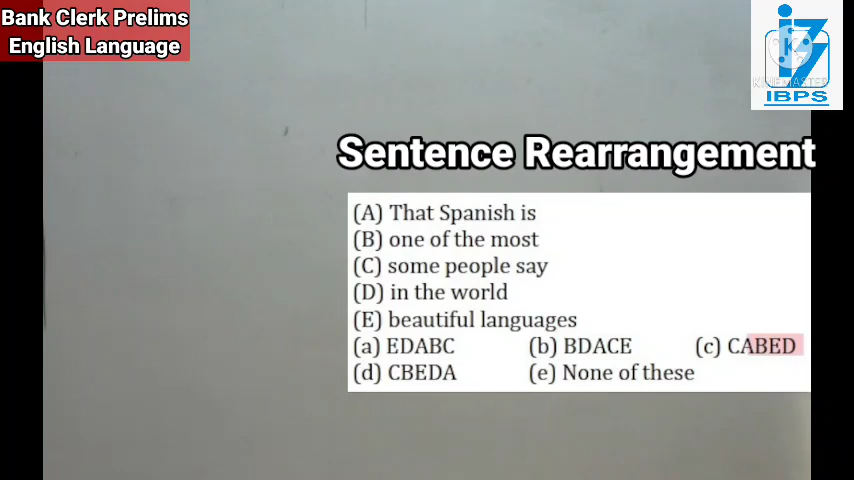 Bank Clerk Prelims
English Language
K
KINEMASTER
IBPS
Sentence Rearrangement
(A) That Spanish is
(B) one of the most
(C) some people say
(D) in the world
(E) beautiful languages
(a) EDABC (b) BDACE (c) CABED
(d) CBEDA (e) None of these